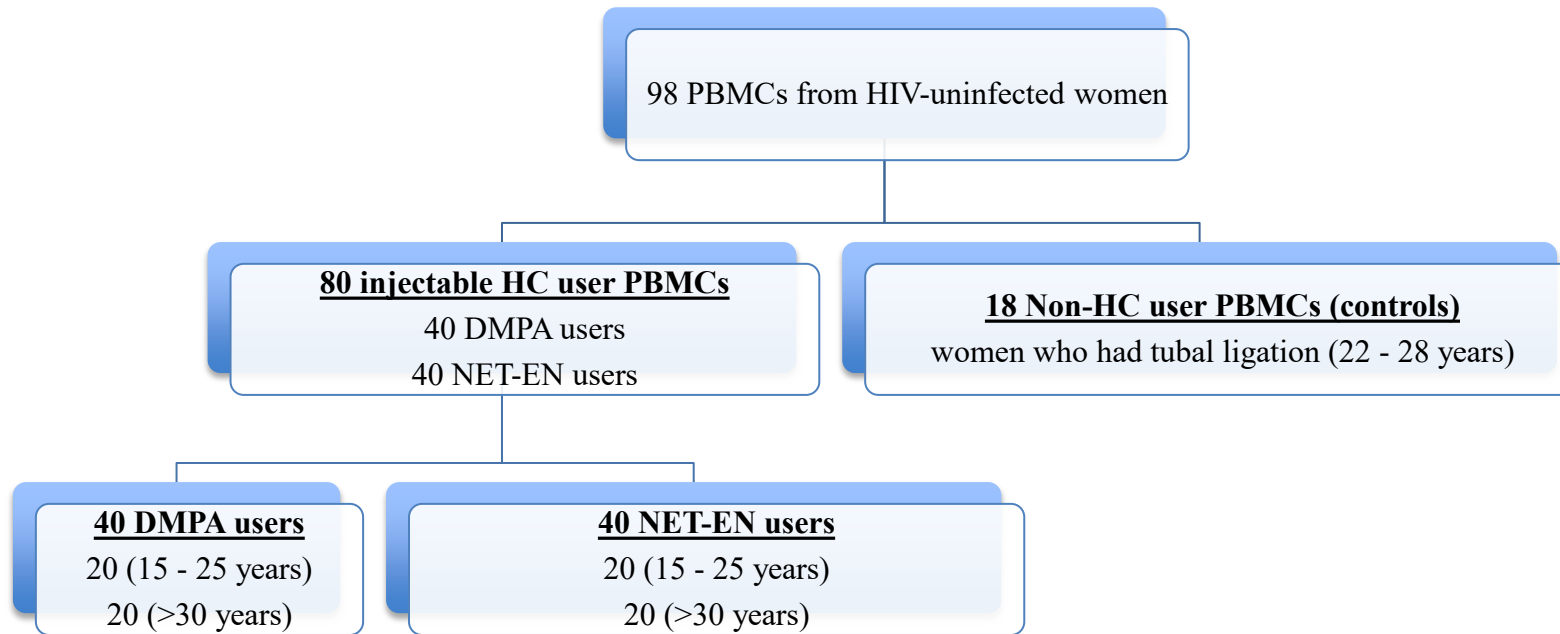 98 PBMCs from HIV-uninfected women
80 injectable HC user PBMCs
40 DMPA users
40 NET-EN users
18 Non-HC user PBMCs (controls)
women who had tubal ligation (22 - 28 years)
40 DMPA users
20 (15 - 25 years)
20 (>30 years)
40 NET-EN users
20 (15 - 25 years)
20 (>30 years)